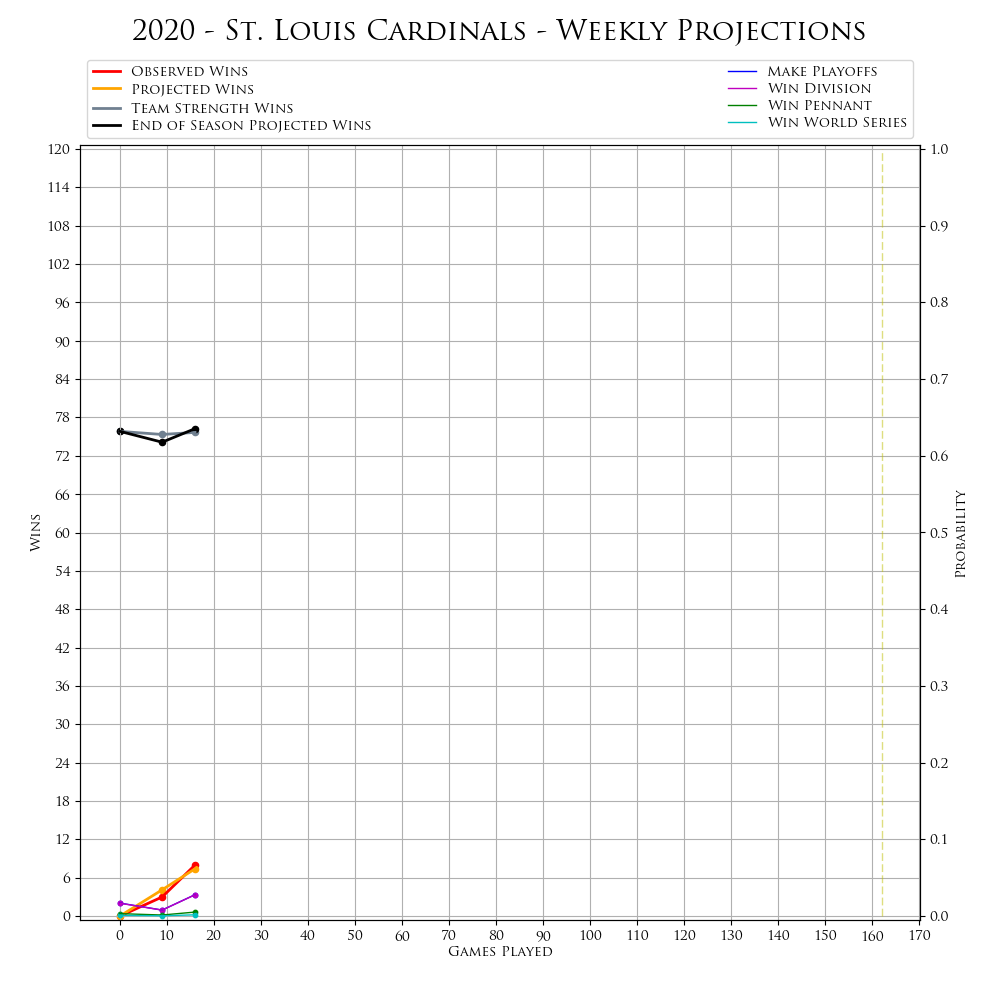 2020 - St. Louis Cardinals - Weekly Projections
Observed Wins
Projected Wins
Team Strength Wins
End of Season Projected Wins
Make Playoffs
Win Division
Win Pennant
Win World Series
120
114
108
102
96
90
84
78
72
66
60
54
48
42
36
30
24
18
12
6
0
Wins
1.0
0.9
0.8
0.7
0.6
0.5
0.4
0.3
0.2
0.1
0.0
Probability
0 10 20 30 40 50 60 70 80 90 100 110 120 130 140 150 160 170
Games Played